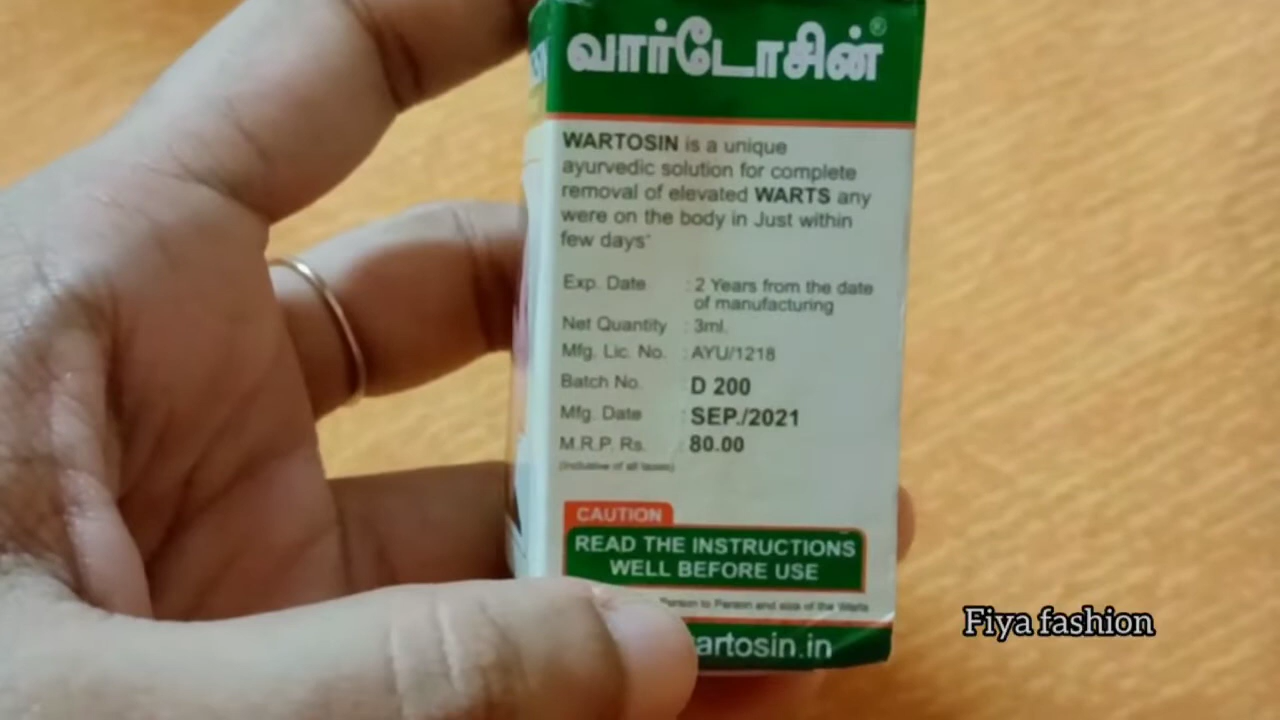 வார்டோசின்®
WARTOSIN is a unique
ayurvedic solution for complete
removal of elevated WARTS any
were on the body in Just within
few days*
Exp. Date : 2 Years from the date
of manufacturing
Net Quantity : 3ml.
Mfg. Lic. No. : AYU/1218
Batch No. D 200
Mfg. Date : SEP./2021
M.R.P. Rs. : 80.00
(Inclusive of all taxes)
CAUTION
READ THE INSTRUCTIONS
WELL BEFORE USE
Person to Person and size of the Warts
artosin.in
Fiya fashion